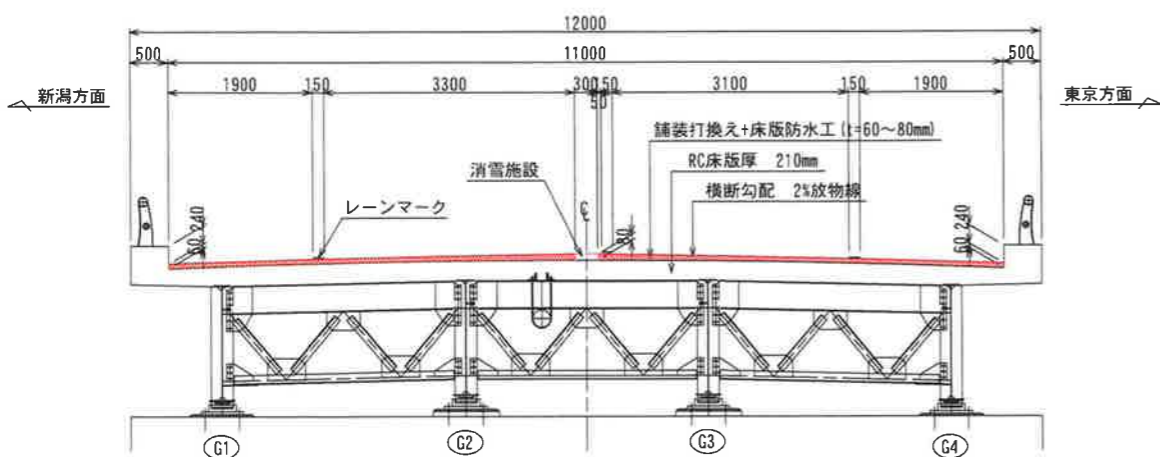 12000
500 11000 500
1900 150 3300 300 150 3100 150 1900
50
新潟方面
東京方面
舗装打換え+床版防水工(t=60~80mm)
消雪施設
RC床版厚 210mm
横断勾配 2%放物線
レーンマーク
℄
60 240
80
60 240
G1
G2
G3
G4